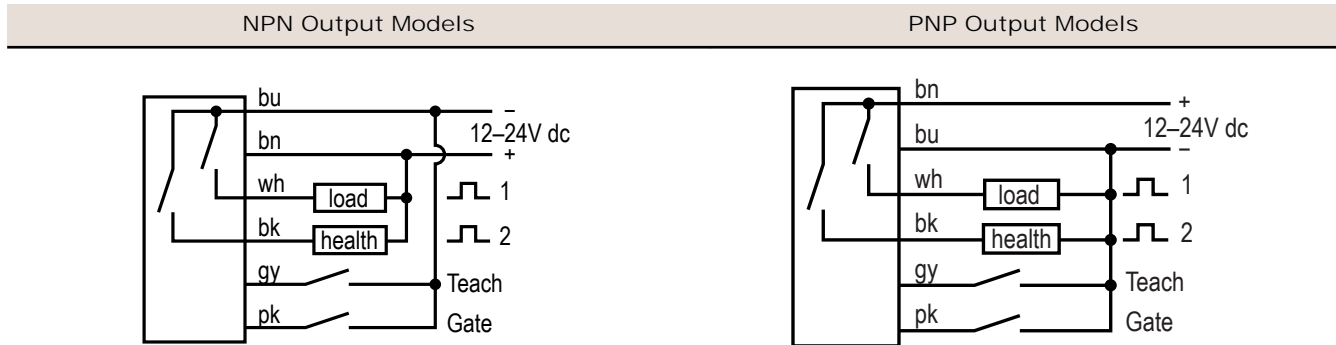 NPN Output Models
PNP Output Models
bu
−
12–24V dc
bn
+
wh
load
1
bk
health
2
gy
Teach
pk
Gate
bn
+
12–24V dc
bu
−
wh
load
1
bk
health
2
gy
Teach
pk
Gate